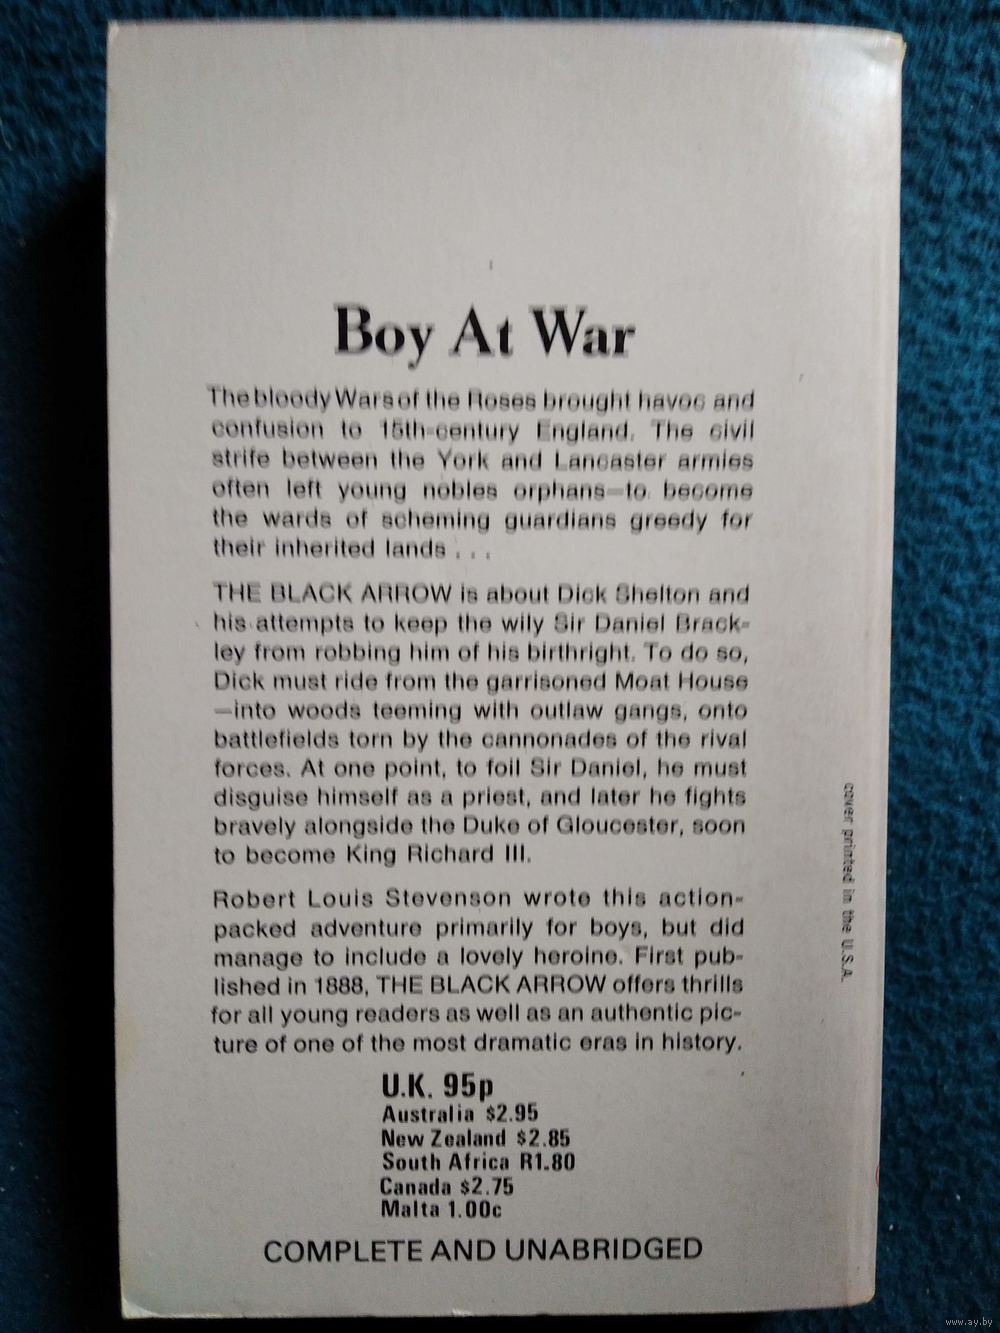 Boy At War
The bloody Wars of the Roses brought havoc and
confusion to 15th-century England. The civil
strife between the York and Lancaster armies
often left young nobles orphans—to become
the wards of scheming guardians greedy for
their inherited lands . . .
THE BLACK ARROW is about Dick Shelton and
his attempts to keep the wily Sir Daniel Brack-
ley from robbing him of his birthright. To do so,
Dick must ride from the garrisoned Moat House
—into woods teeming with outlaw gangs, onto
battlefields torn by the cannonades of the rival
forces. At one point, to foil Sir Daniel, he must
disguise himself as a priest, and later he fights
bravely alongside the Duke of Gloucester, soon
to become King Richard III.
Robert Louis Stevenson wrote this action-
packed adventure primarily for boys, but did
manage to include a lovely heroine. First pub-
lished in 1888, THE BLACK ARROW offers thrills
for all young readers as well as an authentic pic-
ture of one of the most dramatic eras in history.
U.K. 95p
Australia $2.95
New Zealand $2.85
South Africa R1.80
Canada $2.75
Malta 1.00c
COMPLETE AND UNABRIDGED
cover printed in the U.S.A.
www.ay.by